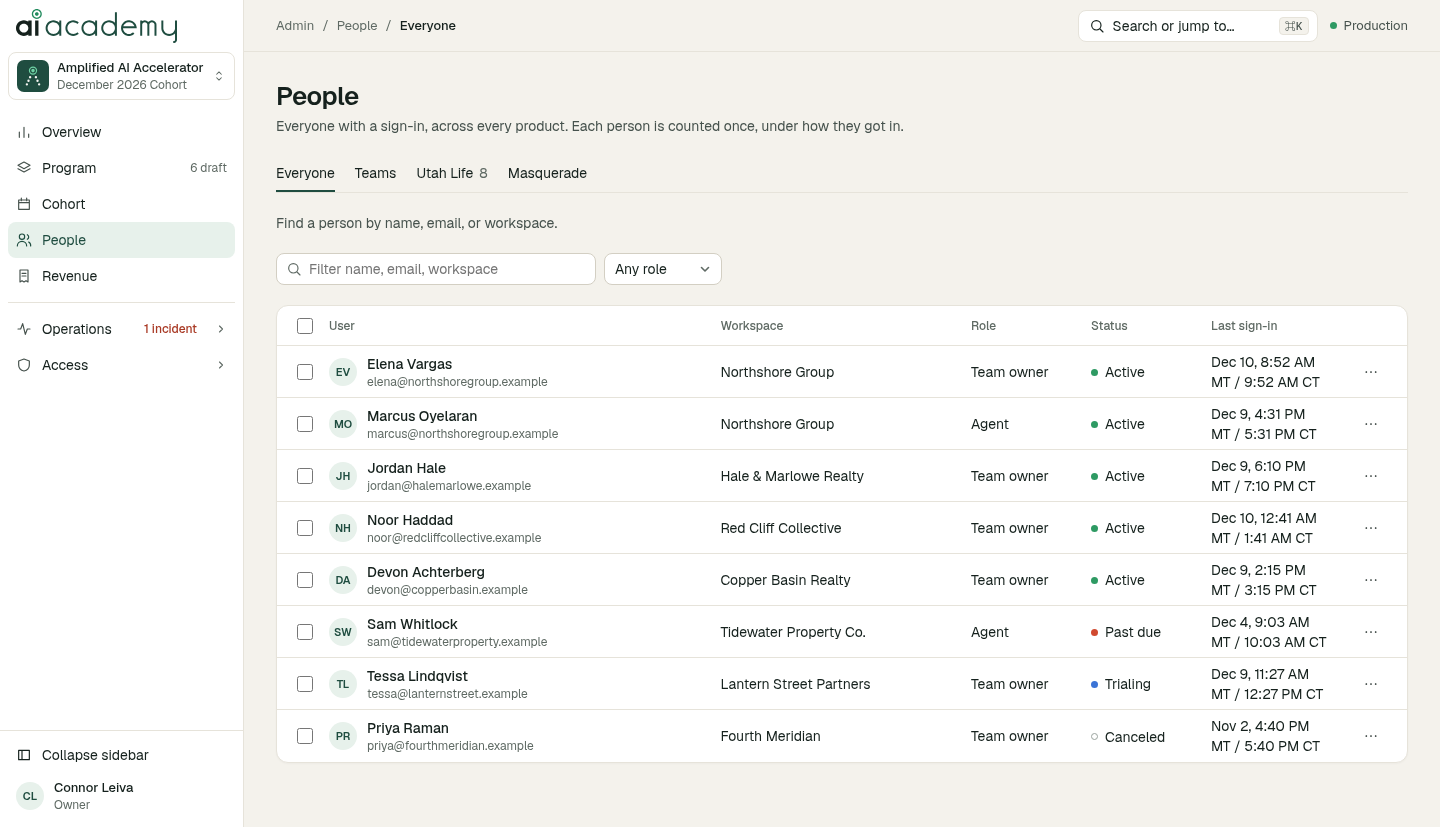 ai academy
Amplified AI Accelerator
December 2026 Cohort
Overview
Program 6 draft
Cohort
People
Revenue
Operations 1 incident
Access
Collapse sidebar
CL Connor Leiva
Owner
Admin / People / Everyone
Search or jump to... ⌘K
Production
People
Everyone with a sign-in, across every product. Each person is counted once, under how they got in.
Everyone Teams Utah Life 8 Masquerade
Find a person by name, email, or workspace.
Filter name, email, workspace Any role
User Workspace Role Status Last sign-in
EV Elena Vargas
elena@northshoregroup.example
Northshore Group Team owner Active
Dec 10, 8:52 AM
MT / 9:52 AM CT
MO Marcus Oyelaran
marcus@northshoregroup.example
Northshore Group Agent Active
Dec 9, 4:31 PM
MT / 5:31 PM CT
JH Jordan Hale
jordan@halemarlowe.example
Hale & Marlowe Realty Team owner Active
Dec 9, 6:10 PM
MT / 7:10 PM CT
NH Noor Haddad
noor@redcliffcollective.example
Red Cliff Collective Team owner Active
Dec 10, 12:41 AM
MT / 1:41 AM CT
DA Devon Achterberg
devon@copperbasin.example
Copper Basin Realty Team owner Active
Dec 9, 2:15 PM
MT / 3:15 PM CT
SW Sam Whitlock
sam@tidewaterproperty.example
Tidewater Property Co. Agent Past due
Dec 4, 9:03 AM
MT / 10:03 AM CT
TL Tessa Lindqvist
tessa@lanternstreet.example
Lantern Street Partners Team owner Trialing
Dec 9, 11:27 AM
MT / 12:27 PM CT
PR Priya Raman
priya@fourthmeridian.example
Fourth Meridian Team owner Canceled
Nov 2, 4:40 PM
MT / 5:40 PM CT